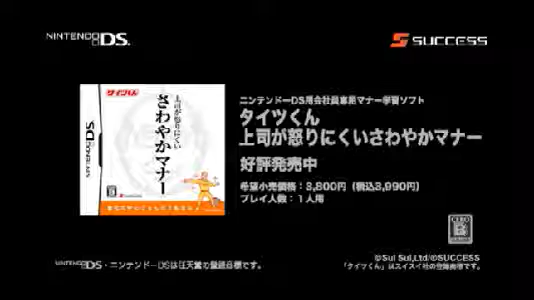 NINTENDO DS.
SUCCESS
ニンテンドーDS用会社員専用マナー学習ソフト
タイツくん
上司が怒りにくいさわやかマナー
好評発売中
希望小売価格：3,800円（税込3,990円）
プレイ人数：1人用
タイツくん
上司が怒りにくい
さわやかマナー
NINTENDO DS
CERO
©Sui Sui,Ltd/©SUCCESS
NINTENDO DS・ニンテンドーDSは任天堂の登録商標です。
「タイツくん」はスイスイ社の登録商標です。